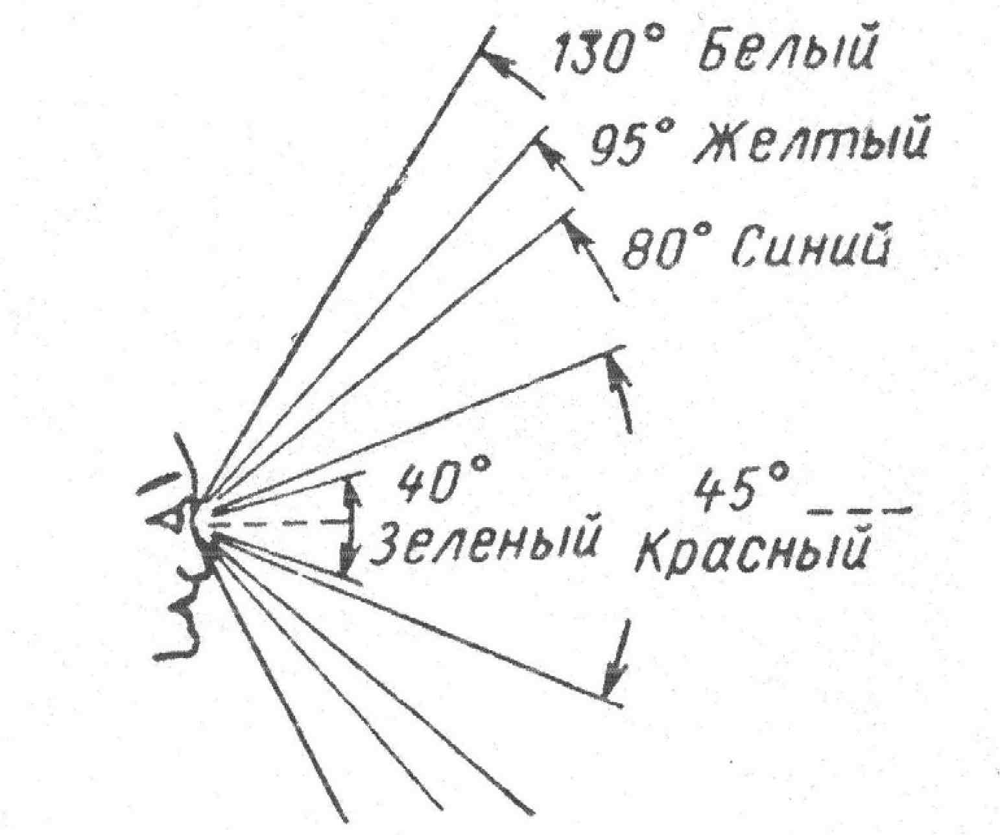 130° Белый
95° Желтый
80° Синий
40°
Зеленый
45°
Красный